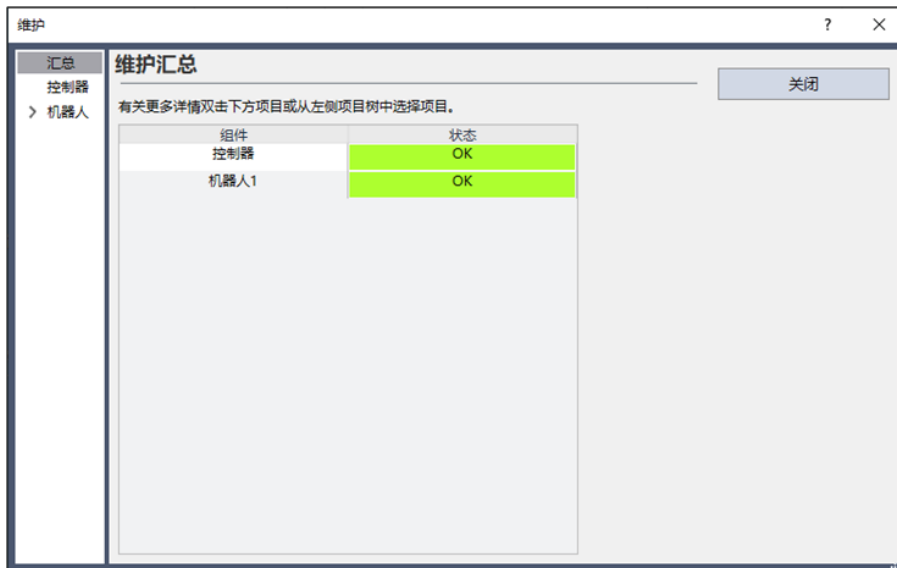 维护
?
×
汇总
控制器
> 机器人
维护汇总
关闭
有关更多详情双击下方项目或从左侧项目树中选择项目。
组件 状态
控制器 OK
机器人1 OK